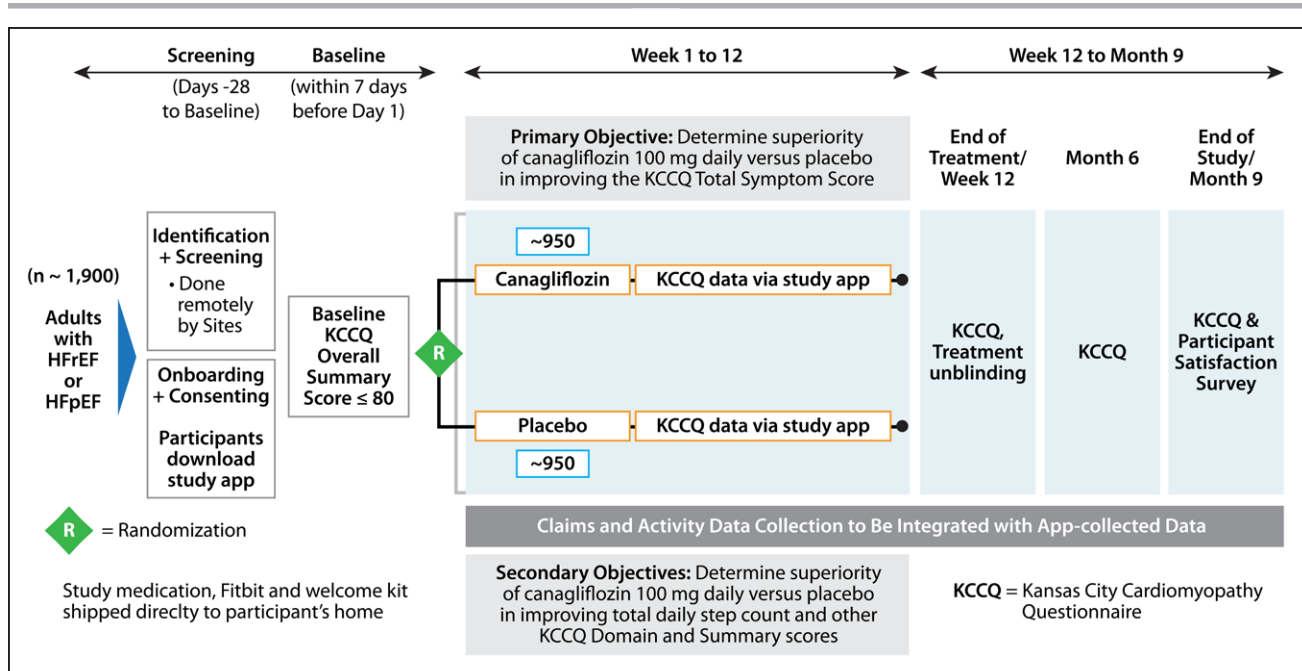 Screening
(Days -28
to Baseline)
Baseline
(within 7 days
before Day 1)
Week 1 to 12
Week 12 to Month 9
Primary Objective: Determine superiority
of canagliflozin 100 mg daily versus placebo
in improving the KCCQ Total Symptom Score
End of
Treatment/
Week 12
Month 6
End of
Study/
Month 9
(n ~ 1,900)
Adults
with
HFrEF
or
HFpEF
Identification
+ Screening
• Done
remotely
by Sites
Onboarding
+ Consenting
Participants
download
study app
Baseline
KCCQ
Overall
Summary
Score ≤ 80
R
~950
Canagliflozin
KCCQ data via study app
Placebo
KCCQ data via study app
~950
KCCQ,
Treatment
unblinding
KCCQ
KCCQ &
Participant
Satisfaction
Survey
R = Randomization
Claims and Activity Data Collection to Be Integrated with App-collected Data
Study medication, Fitbit and welcome kit
shipped direclty to participant's home
Secondary Objectives: Determine superiority
of canagliflozin 100 mg daily versus placebo
in improving total daily step count and other
KCCQ Domain and Summary scores
KCCQ = Kansas City Cardiomyopathy
Questionnaire